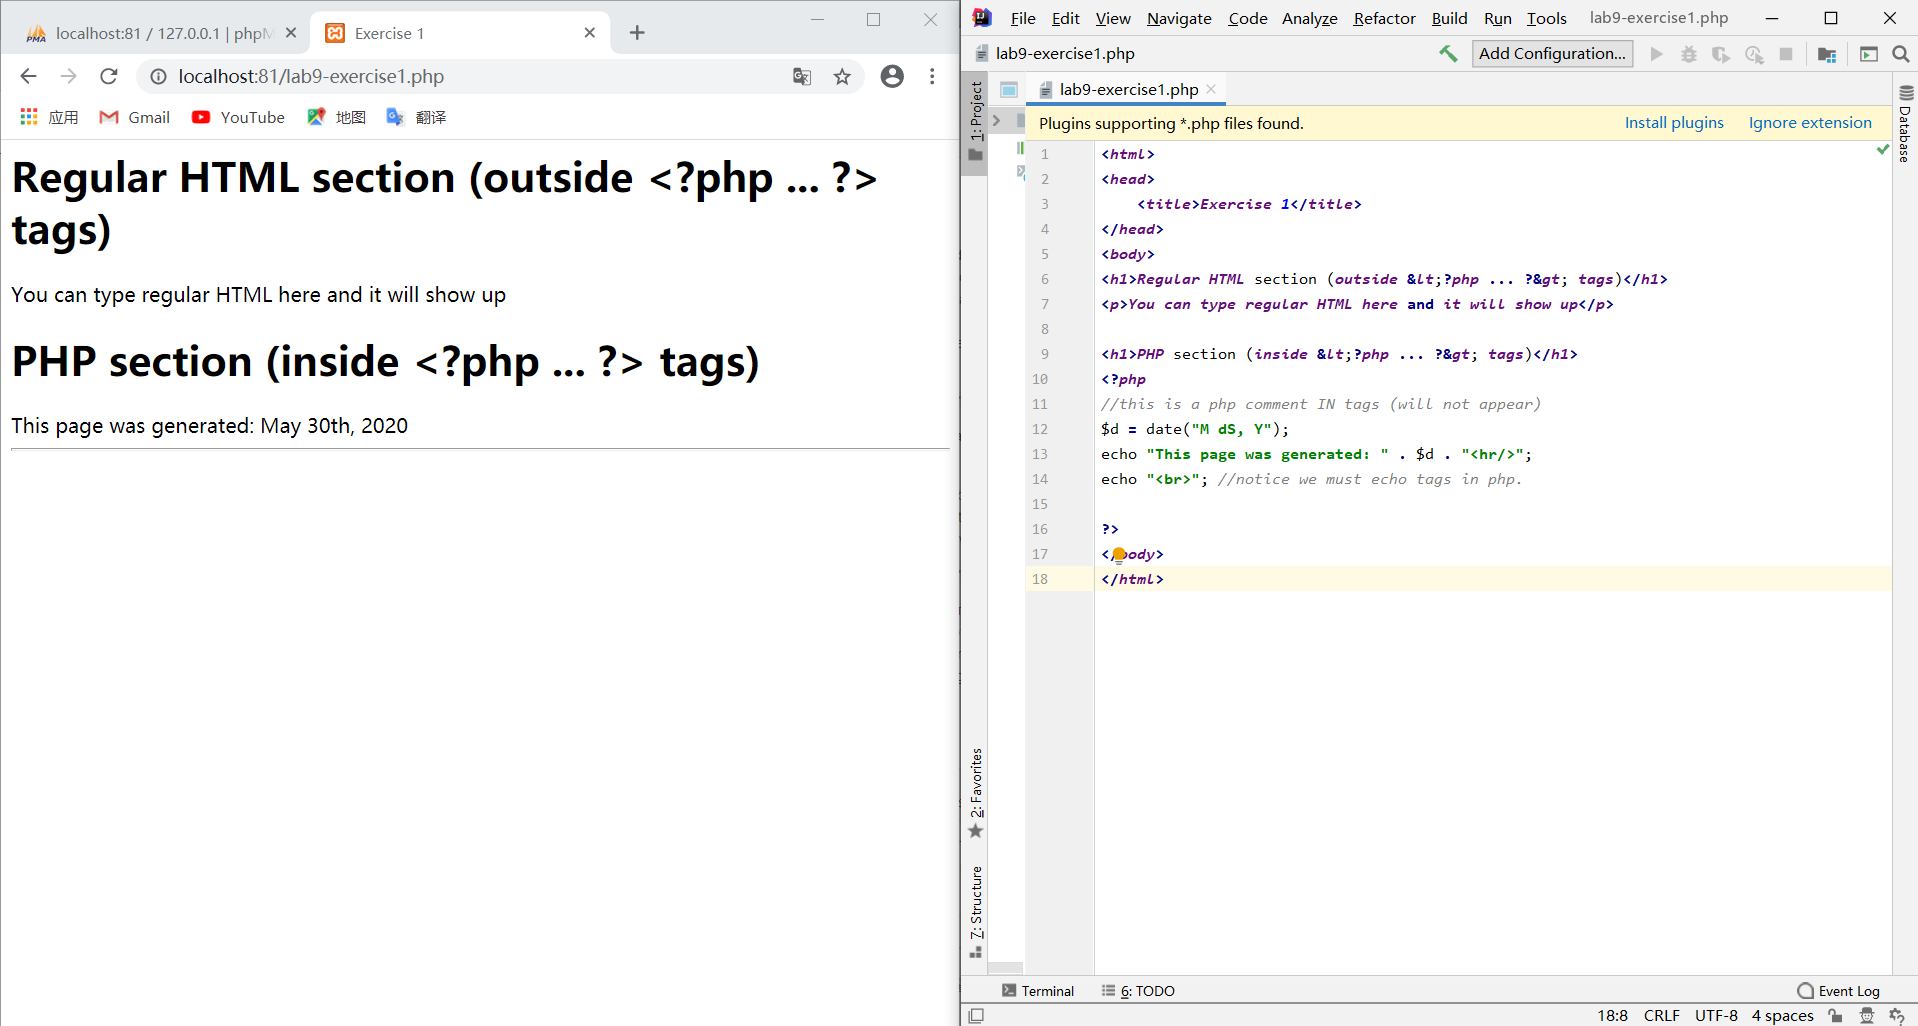 localhost:81 / 127.0.0.1 | phpM
Exercise 1
localhost:81/lab9-exercise1.php
应用 Gmail YouTube 地图 翻译
Regular HTML section (outside <?php ... ?>
tags)
You can type regular HTML here and it will show up
PHP section (inside <?php ... ?> tags)
This page was generated: May 30th, 2020
File Edit View Navigate Code Analyze Refactor Build Run Tools lab9-exercise1.php
lab9-exercise1.php Add Configuration...
1: Project
lab9-exercise1.php
Database
Plugins supporting *.php files found. Install plugins Ignore extension
1 <html>
2 <head>
3     <title>Exercise 1</title>
4 </head>
5 <body>
6 <h1>Regular HTML section (outside &lt;?php ... ?&gt; tags)</h1>
7 <p>You can type regular HTML here and it will show up</p>
8
9 <h1>PHP section (inside &lt;?php ... ?&gt; tags)</h1>
10 <?php
11 //this is a php comment IN tags (will not appear)
12 $d = date("M dS, Y");
13 echo "This page was generated: " . $d . "<hr/>";
14 echo "<br>"; //notice we must echo tags in php.
15
16 ?>
17 </body>
18 </html>
2: Favorites
7: Structure
Terminal 6: TODO Event Log
18:8 CRLF UTF-8 4 spaces